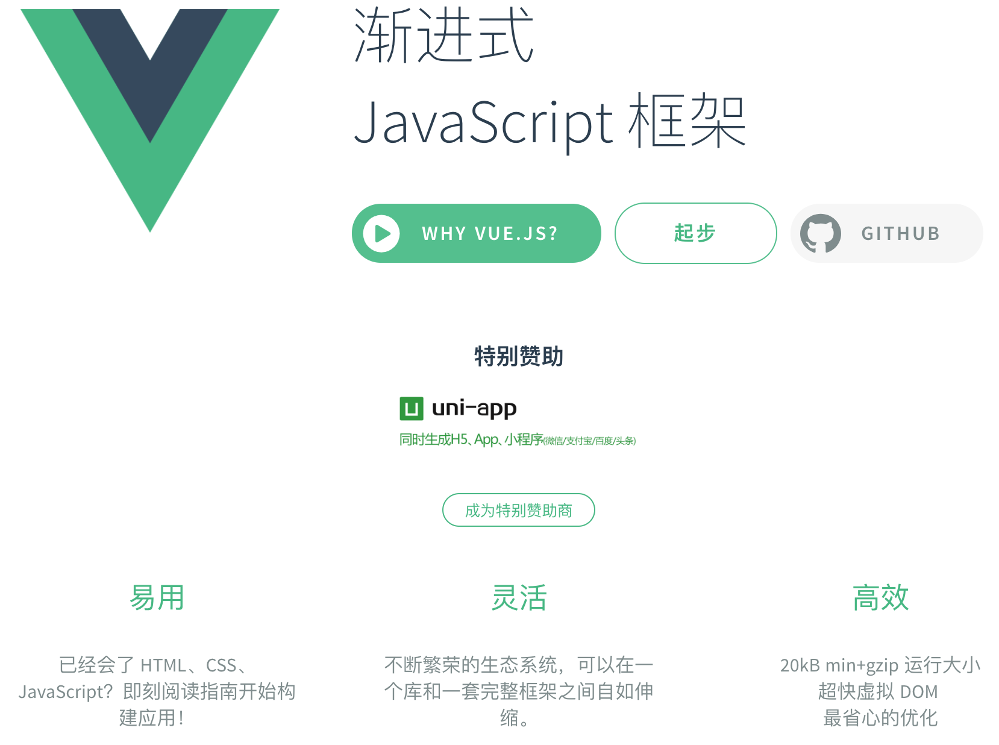 渐进式
JavaScript 框架
WHY VUE.JS?
起步
GITHUB
特别赞助
uni-app
同时生成H5、App、小程序(微信/支付宝/百度/头条)
成为特别赞助商
易用
已经会了 HTML、CSS、
JavaScript？即刻阅读指南开始构
建应用！
灵活
不断繁荣的生态系统，可以在一
个库和一套完整框架之间自如伸
缩。
高效
20kB min+gzip 运行大小
超快虚拟 DOM
最省心的优化